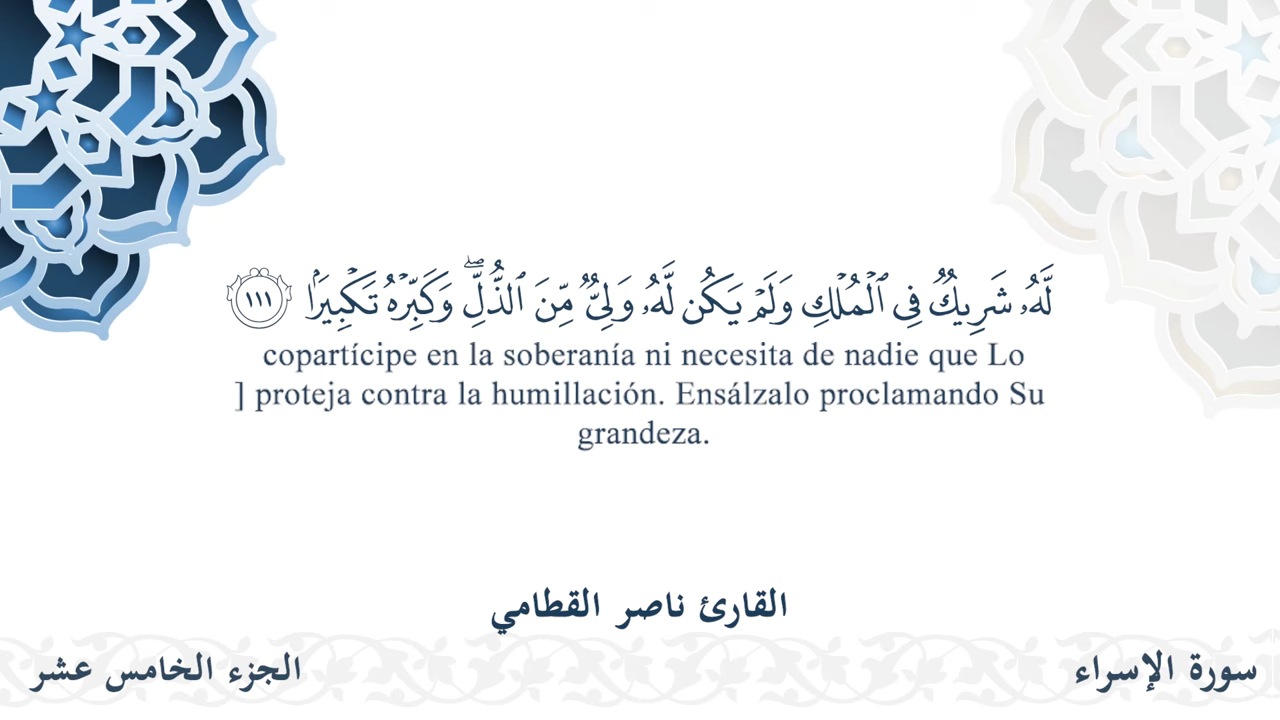 لَّهُۥ شَرِيكٌ فِي ٱلْمُلْكِ وَلَمْ يَكُن لَّهُۥ وَلِيٌّ مِّنَ ٱلذُّلِّۖ وَكَبِّرْهُ تَكْبِيرًۢا ١١١
copartícipe en la soberanía ni necesita de nadie que Lo
] proteja contra la humillación. Ensálzalo proclamando Su
grandeza.
القارئ ناصر القطامي
سورة الإسراء
الجزء الخامس عشر